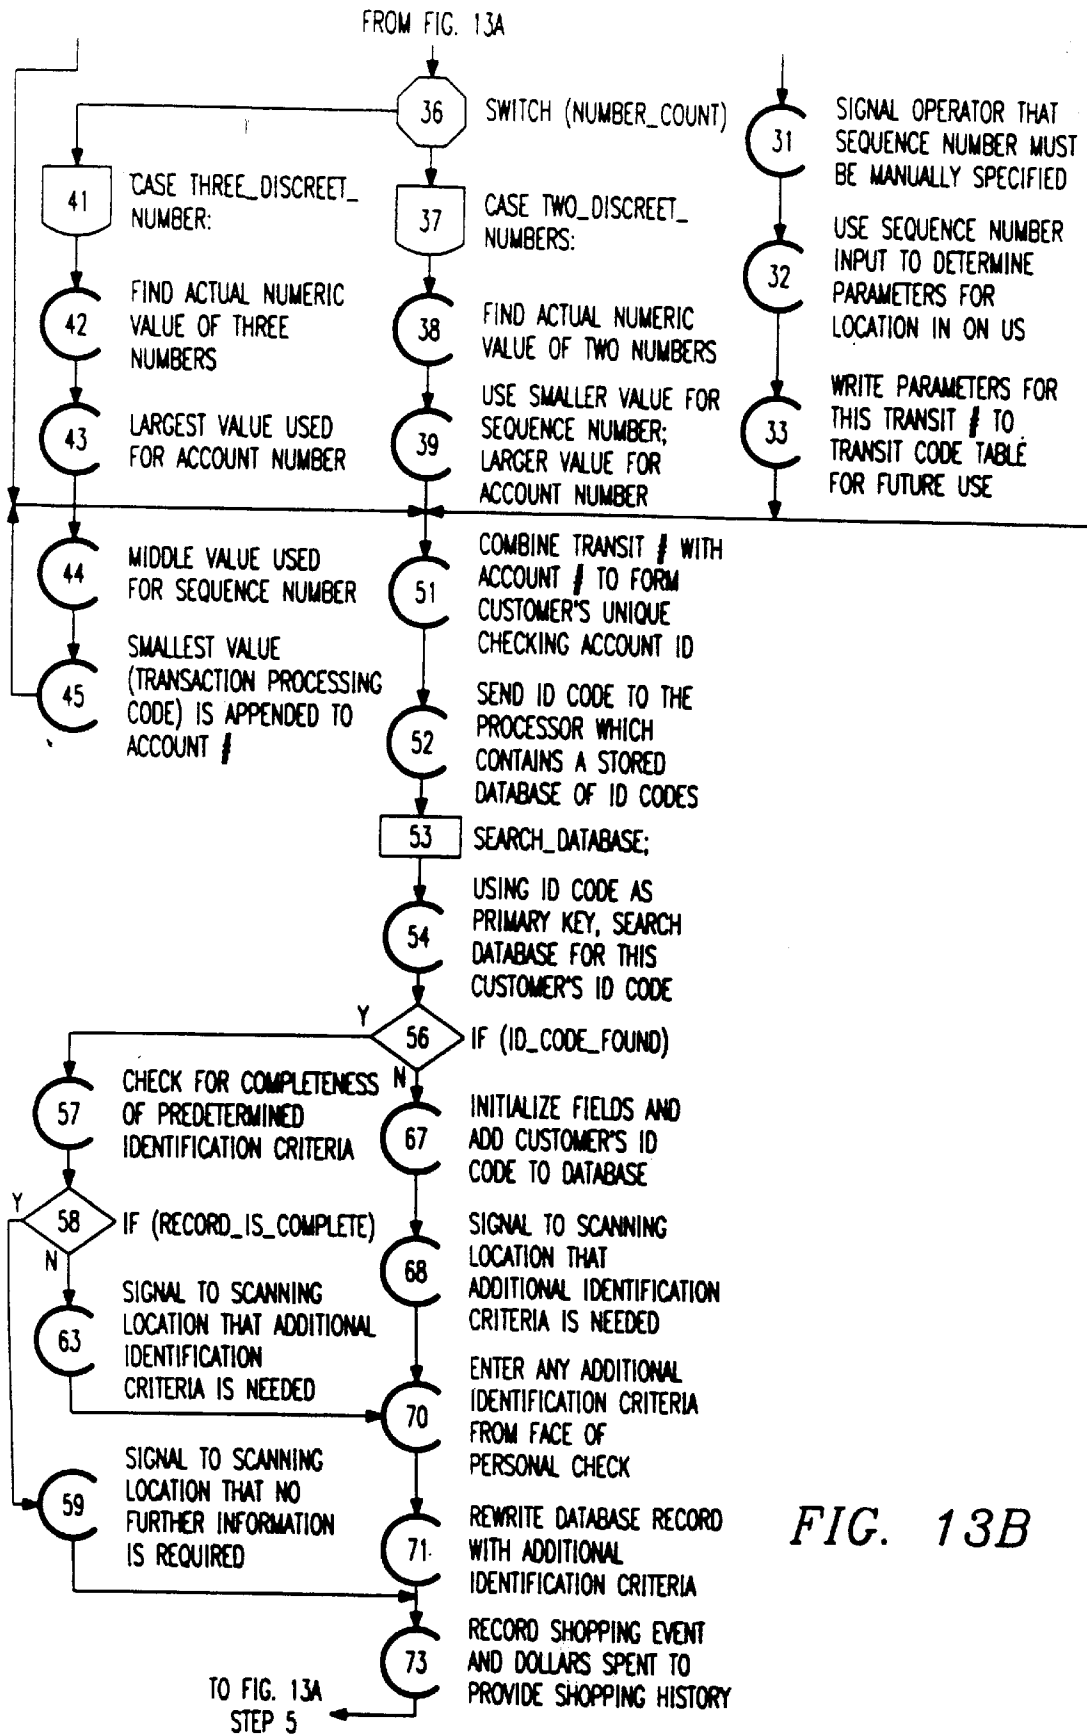 FROM FIG. 13A
36
SWITCH (NUMBER_COUNT)
41
CASE THREE_DISCREET_
NUMBER:
42
FIND ACTUAL NUMERIC
VALUE OF THREE
NUMBERS
43
LARGEST VALUE USED
FOR ACCOUNT NUMBER
44
MIDDLE VALUE USED
FOR SEQUENCE NUMBER
45
SMALLEST VALUE
(TRANSACTION PROCESSING
CODE) IS APPENDED TO
ACCOUNT #
37
CASE TWO_DISCREET_
NUMBERS:
38
FIND ACTUAL NUMERIC
VALUE OF TWO NUMBERS
39
USE SMALLER VALUE FOR
SEQUENCE NUMBER;
LARGER VALUE FOR
ACCOUNT NUMBER
31
SIGNAL OPERATOR THAT
SEQUENCE NUMBER MUST
BE MANUALLY SPECIFIED
32
USE SEQUENCE NUMBER
INPUT TO DETERMINE
PARAMETERS FOR
LOCATION IN ON US
33
WRITE PARAMETERS FOR
THIS TRANSIT # TO
TRANSIT CODE TABLE
FOR FUTURE USE
51
COMBINE TRANSIT # WITH
ACCOUNT # TO FORM
CUSTOMER'S UNIQUE
CHECKING ACCOUNT ID
52
SEND ID CODE TO THE
PROCESSOR WHICH
CONTAINS A STORED
DATABASE OF ID CODES
53
SEARCH_DATABASE;
54
USING ID CODE AS
PRIMARY KEY, SEARCH
DATABASE FOR THIS
CUSTOMER'S ID CODE
Y
56
IF (ID_CODE_FOUND)
N
57
CHECK FOR COMPLETENESS
OF PREDETERMINED
IDENTIFICATION CRITERIA
Y
58
IF (RECORD_IS_COMPLETE)
N
63
SIGNAL TO SCANNING
LOCATION THAT ADDITIONAL
IDENTIFICATION
CRITERIA IS NEEDED
59
SIGNAL TO SCANNING
LOCATION THAT NO
FURTHER INFORMATION
IS REQUIRED
67
INITIALIZE FIELDS AND
ADD CUSTOMER'S ID
CODE TO DATABASE
68
SIGNAL TO SCANNING
LOCATION THAT
ADDITIONAL IDENTIFICATION
CRITERIA IS NEEDED
70
ENTER ANY ADDITIONAL
IDENTIFICATION CRITERIA
FROM FACE OF
PERSONAL CHECK
71
REWRITE DATABASE RECORD
WITH ADDITIONAL
IDENTIFICATION CRITERIA
73
RECORD SHOPPING EVENT
AND DOLLARS SPENT TO
PROVIDE SHOPPING HISTORY
TO FIG. 13A
STEP 5
FIG. 13B